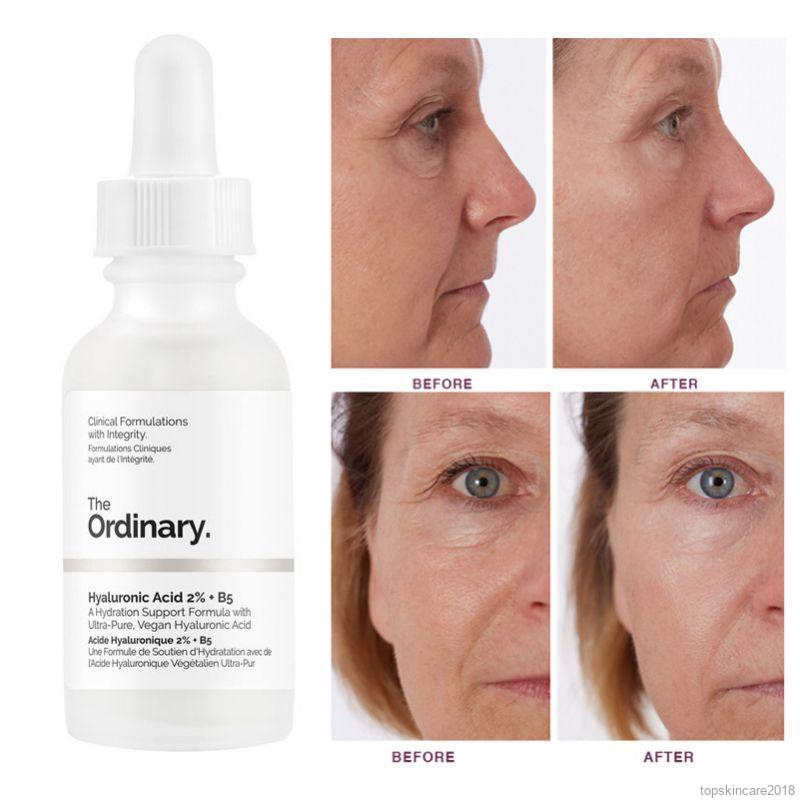 Clinical Formulations
with Integrity.
Formulations Cliniques
ayant de l'Intégrité.
The
Ordinary.
Hyaluronic Acid 2% + B5
A Hydration Support Formula with
Ultra-Pure, Vegan Hyaluronic Acid
Acide Hyaluronique 2% + B5
Une Formule de Soutien d'Hydratation avec de
l'Acide Hyaluronique Végétalien Ultra-Pur
BEFORE
AFTER
BEFORE
AFTER
topskincare2018